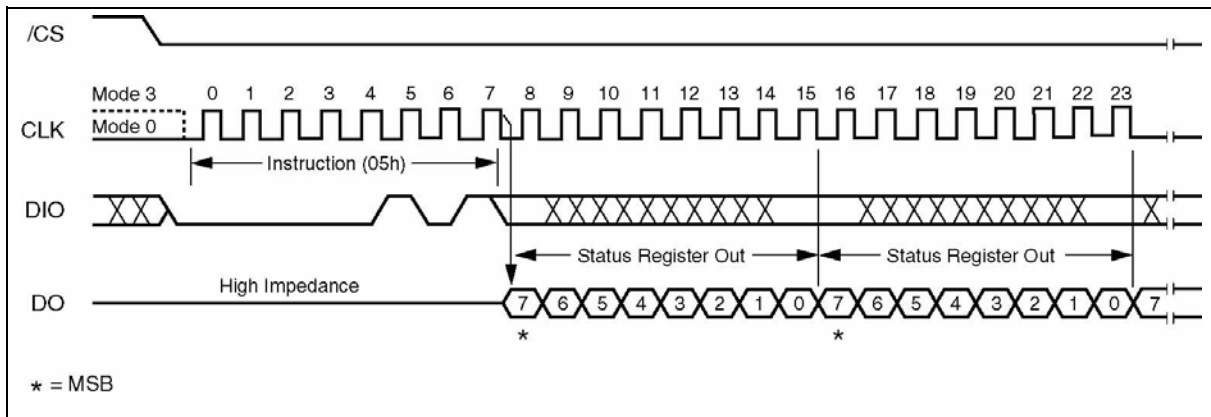 /CS
Mode 3 0 1 2 3 4 5 6 7 8 9 10 11 12 13 14 15 16 17 18 19 20 21 22 23
CLK Mode 0
Instruction (05h)
DIO
Status Register Out Status Register Out
High Impedance
DO 7 6 5 4 3 2 1 0 7 6 5 4 3 2 1 0 7
* *
* = MSB